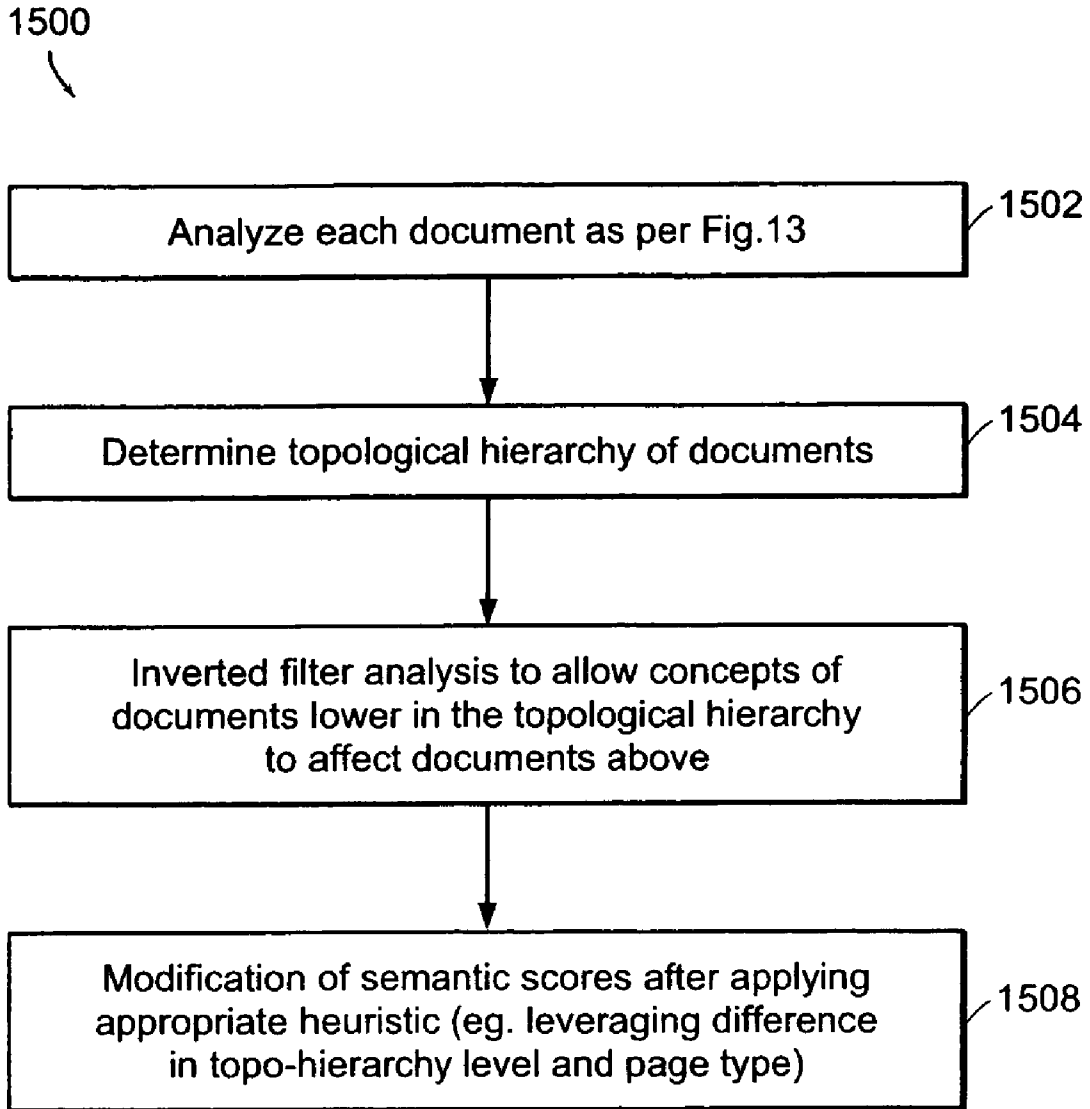 1500
Analyze each document as per Fig.13
1502
Determine topological hierarchy of documents
1504
Inverted filter analysis to allow concepts of
documents lower in the topological hierarchy
to affect documents above
1506
Modification of semantic scores after applying
appropriate heuristic (eg. leveraging difference
in topo-hierarchy level and page type)
1508